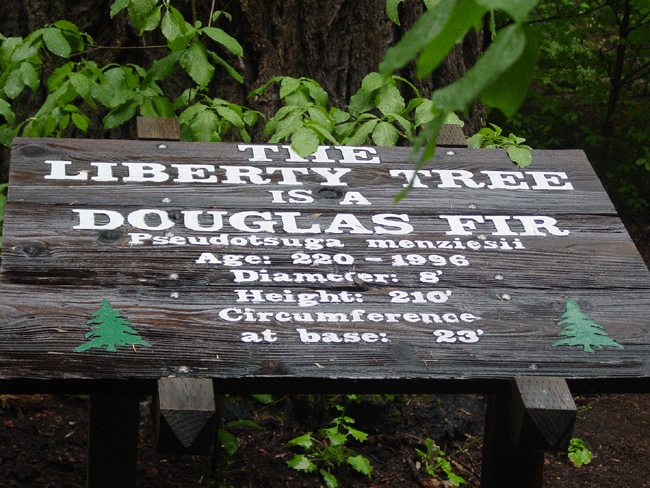 THE
LIBERTY TREE
IS A
DOUGLAS FIR
Pseudotsuga menziesii
Age: 220 - 1996
Diameter: 8'
Height: 210'
Circumference
at base: 23'